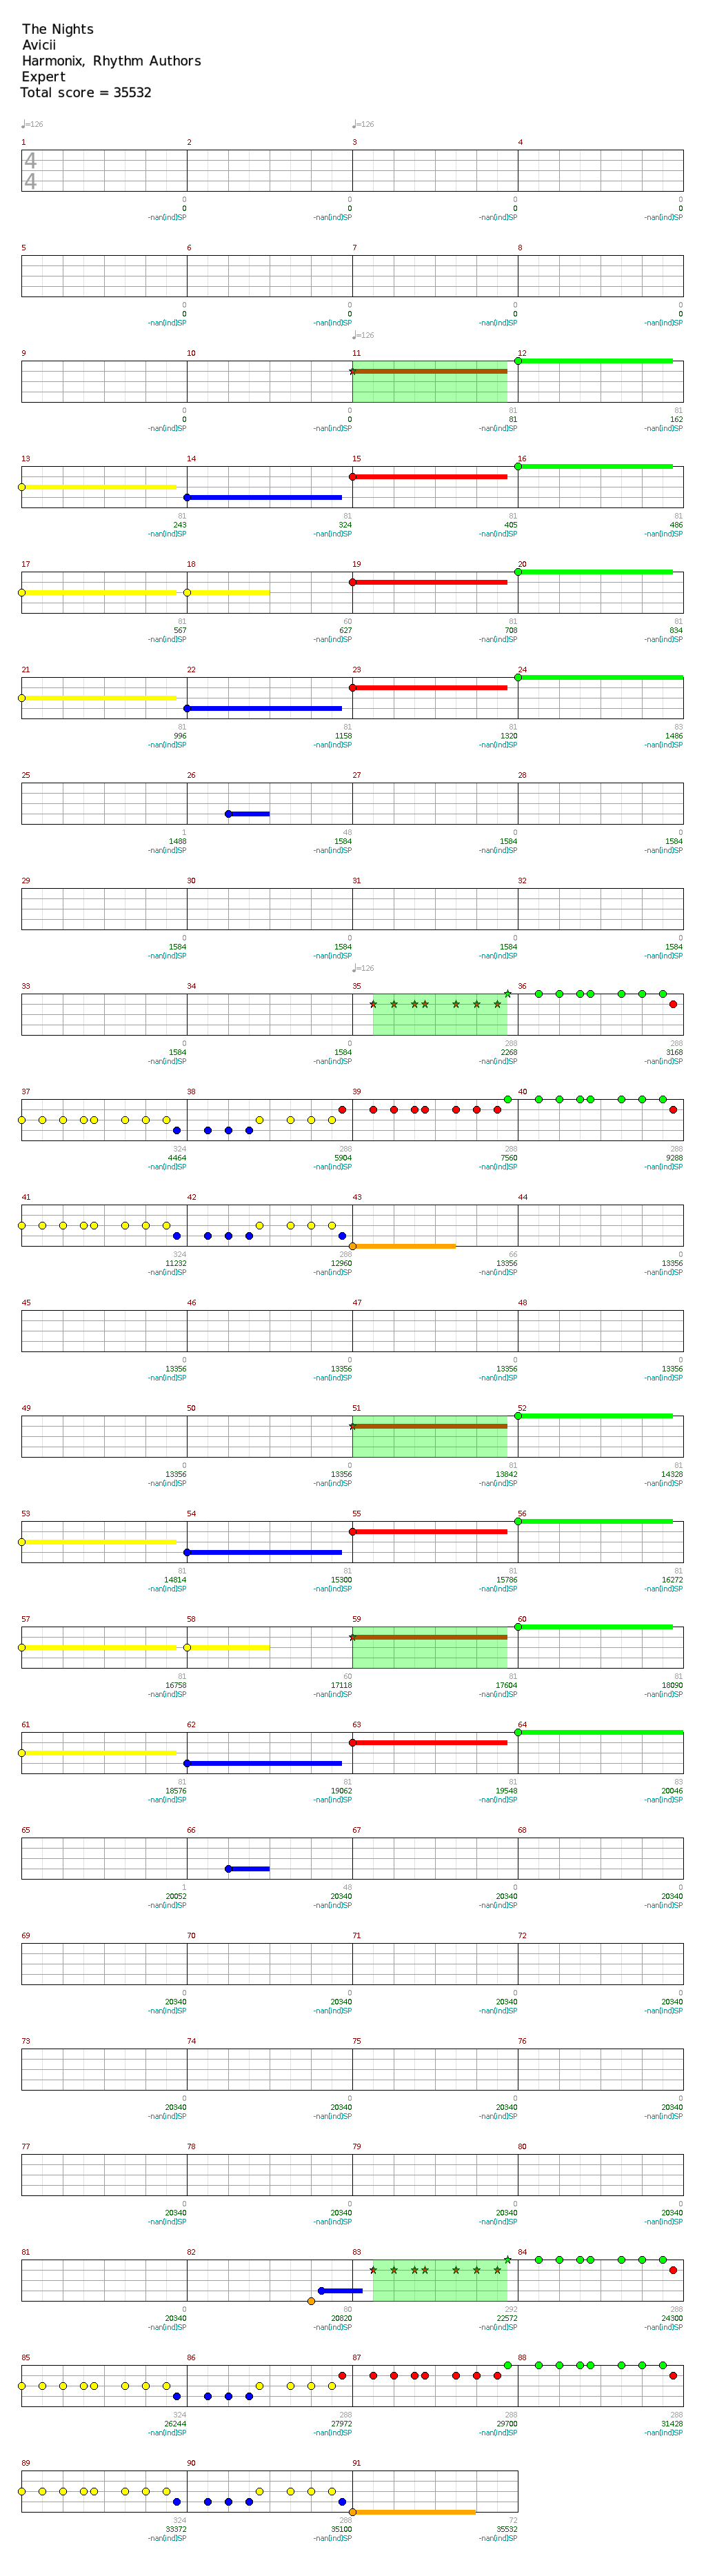 The Nights
Avicii
Harmonix, Rhythm Authors
Expert
Total score = 35532
♩=126 ♩=126
1 2 3 4
4
4
0 0 0 0
0 0 0 0
-nan(ind)SP -nan(ind)SP -nan(ind)SP -nan(ind)SP
5 6 7 8
0 0 0 0
0 0 0 0
-nan(ind)SP -nan(ind)SP -nan(ind)SP -nan(ind)SP
♩=126
9 10 11 12
0 0 81 81
0 0 81 162
-nan(ind)SP -nan(ind)SP -nan(ind)SP -nan(ind)SP
13 14 15 16
81 81 81 81
243 324 405 486
-nan(ind)SP -nan(ind)SP -nan(ind)SP -nan(ind)SP
17 18 19 20
81 60 81 81
567 627 708 834
-nan(ind)SP -nan(ind)SP -nan(ind)SP -nan(ind)SP
21 22 23 24
81 81 81 83
996 1158 1320 1486
-nan(ind)SP -nan(ind)SP -nan(ind)SP -nan(ind)SP
25 26 27 28
1 48 0 0
1488 1584 1584 1584
-nan(ind)SP -nan(ind)SP -nan(ind)SP -nan(ind)SP
29 30 31 32
0 0 0 0
1584 1584 1584 1584
-nan(ind)SP -nan(ind)SP -nan(ind)SP -nan(ind)SP
♩=126
33 34 35 36
0 0 288 288
1584 1584 2268 3168
-nan(ind)SP -nan(ind)SP -nan(ind)SP -nan(ind)SP
37 38 39 40
324 288 288 288
4464 5904 7560 9288
-nan(ind)SP -nan(ind)SP -nan(ind)SP -nan(ind)SP
41 42 43 44
324 288 66 0
11232 12960 13356 13356
-nan(ind)SP -nan(ind)SP -nan(ind)SP -nan(ind)SP
45 46 47 48
0 0 0 0
13356 13356 13356 13356
-nan(ind)SP -nan(ind)SP -nan(ind)SP -nan(ind)SP
49 50 51 52
0 0 81 81
13356 13356 13842 14328
-nan(ind)SP -nan(ind)SP -nan(ind)SP -nan(ind)SP
53 54 55 56
81 81 81 81
14814 15300 15786 16272
-nan(ind)SP -nan(ind)SP -nan(ind)SP -nan(ind)SP
57 58 59 60
81 60 81 81
16758 17118 17604 18090
-nan(ind)SP -nan(ind)SP -nan(ind)SP -nan(ind)SP
61 62 63 64
81 81 81 83
18576 19062 19548 20046
-nan(ind)SP -nan(ind)SP -nan(ind)SP -nan(ind)SP
65 66 67 68
1 48 0 0
20052 20340 20340 20340
-nan(ind)SP -nan(ind)SP -nan(ind)SP -nan(ind)SP
69 70 71 72
0 0 0 0
20340 20340 20340 20340
-nan(ind)SP -nan(ind)SP -nan(ind)SP -nan(ind)SP
73 74 75 76
0 0 0 0
20340 20340 20340 20340
-nan(ind)SP -nan(ind)SP -nan(ind)SP -nan(ind)SP
77 78 79 80
0 0 0 0
20340 20340 20340 20340
-nan(ind)SP -nan(ind)SP -nan(ind)SP -nan(ind)SP
81 82 83 84
0 80 292 288
20340 20820 22572 24300
-nan(ind)SP -nan(ind)SP -nan(ind)SP -nan(ind)SP
85 86 87 88
324 288 288 288
26244 27972 29700 31428
-nan(ind)SP -nan(ind)SP -nan(ind)SP -nan(ind)SP
89 90 91
324 288 72
33372 35100 35532
-nan(ind)SP -nan(ind)SP -nan(ind)SP